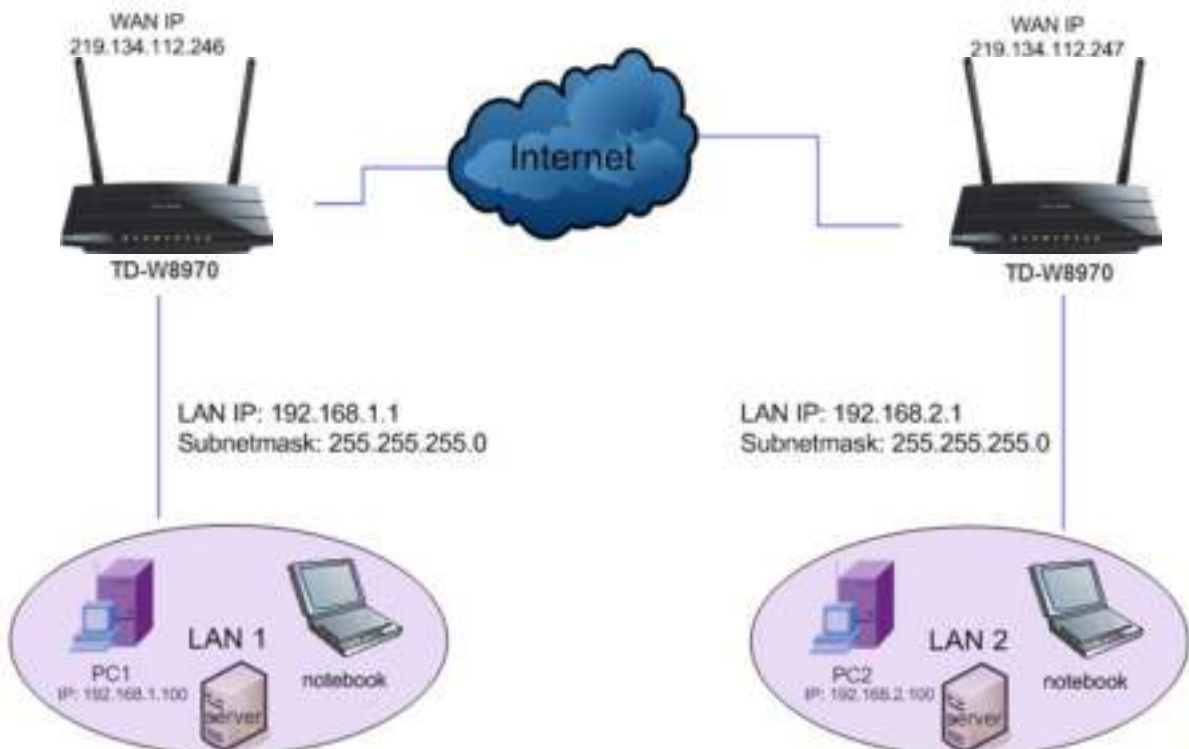 WAN IP
219.134.112.246
WAN IP
219.134.112.247
Internet
TD-W8970
TD-W8970
LAN IP: 192.168.1.1
Subnetmask: 255.255.255.0
LAN IP: 192.168.2.1
Subnetmask: 255.255.255.0
LAN 1
PC1
IP: 192.168.1.100
notebook
server
LAN 2
PC2
IP: 192.168.2.100
notebook
server